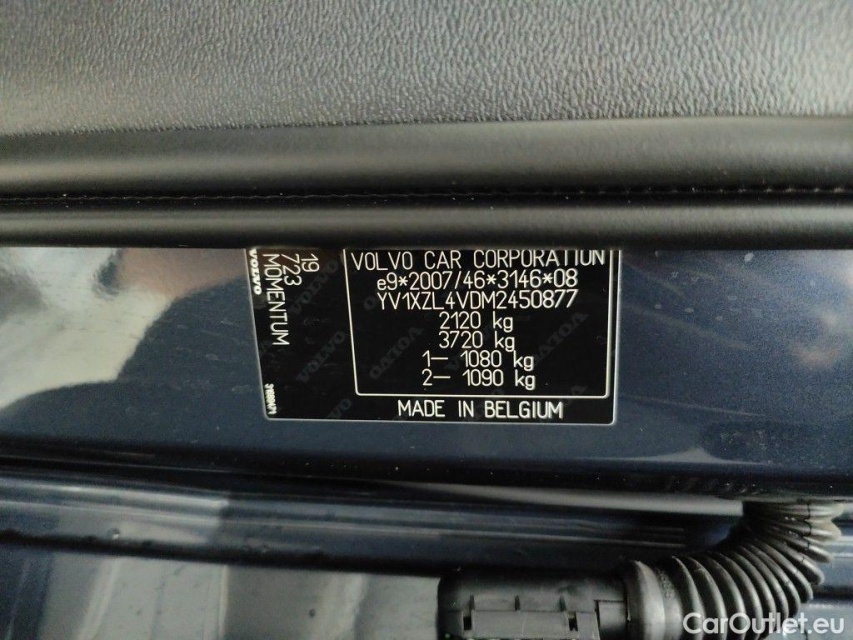 VOLVO CAR CORPORATION
e9*2007/46*3146*08
YV1XZL4VDM2450877
2120 kg
3720 kg
1– 1080 kg
2– 1090 kg
MADE IN BELGIUM
19
723
MOMENTUM
VOLVO
CarOutlet.eu